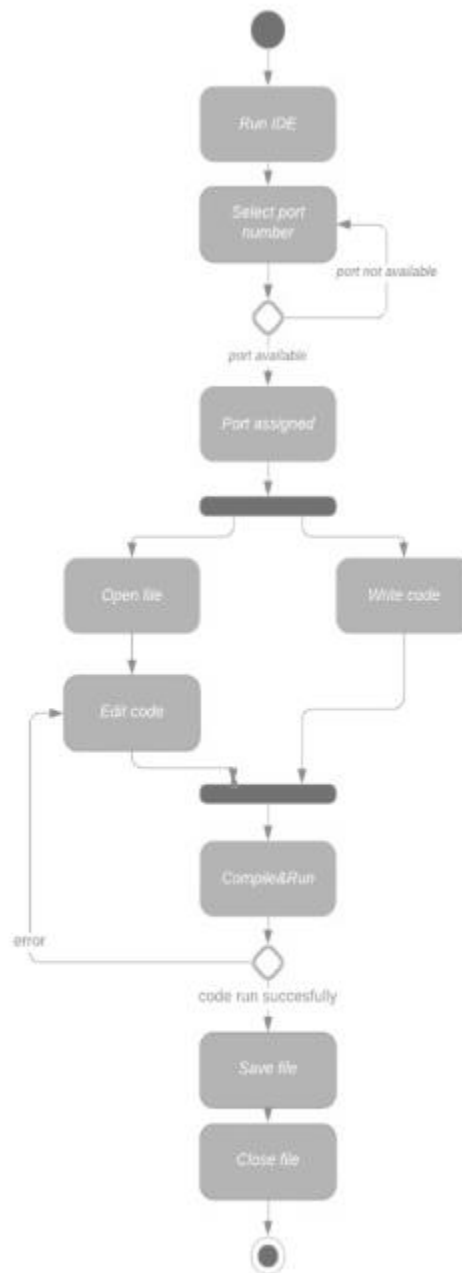 Run IDE
Select port
number
port not available
port available
Port assigned
Open file
Write code
Edit code
Compile&Run
error
code run succesfully
Save file
Close file